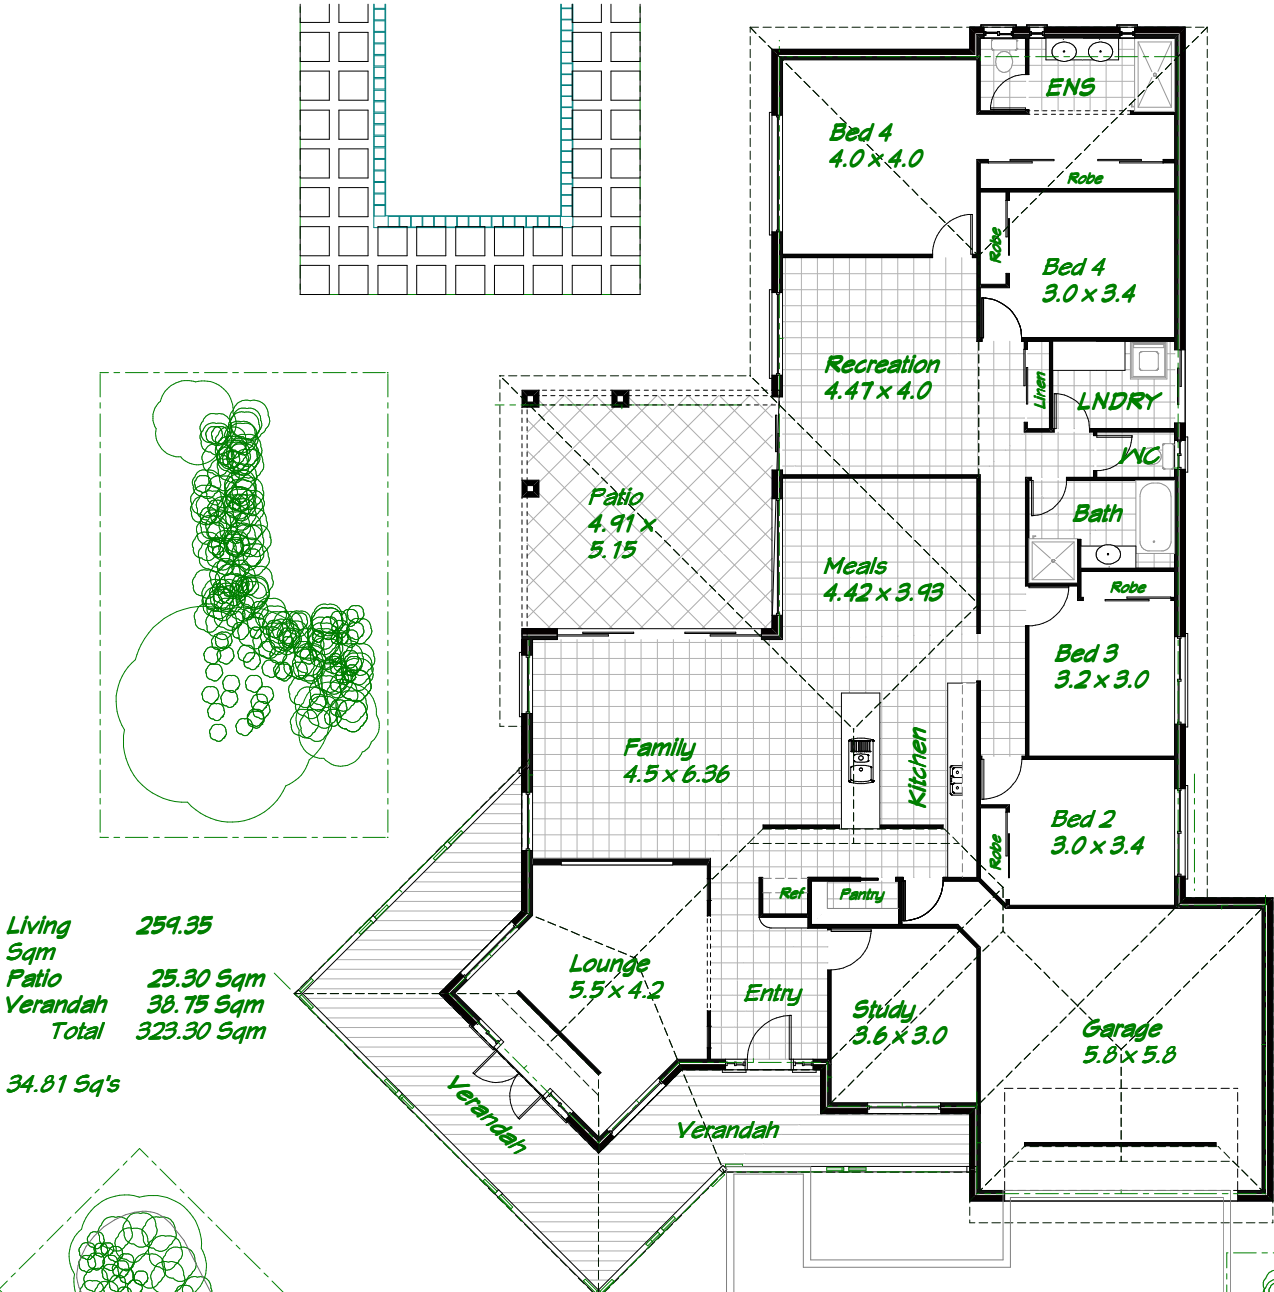 ENS
Bed 4
4.0 x 4.0
Robe
Robe
Bed 4
3.0 x 3.4
Recreation
4.47 x 4.0
Linen
LNDRY
WC
Patio
4.91 x
5.15
Bath
Meals
4.42 x 3.93
Robe
Bed 3
3.2 x 3.0
Family
4.5 x 6.36
Kitchen
Bed 2
3.0 x 3.4
Robe
Ref
Pantry
Living 259.35
Sqm
Patio 25.30 Sqm
Verandah 38.75 Sqm
Total 323.30 Sqm
34.81 Sq's
Lounge
5.5 x 4.2
Entry
Study
3.6 x 3.0
Garage
5.8 x 5.8
Verandah
Verandah